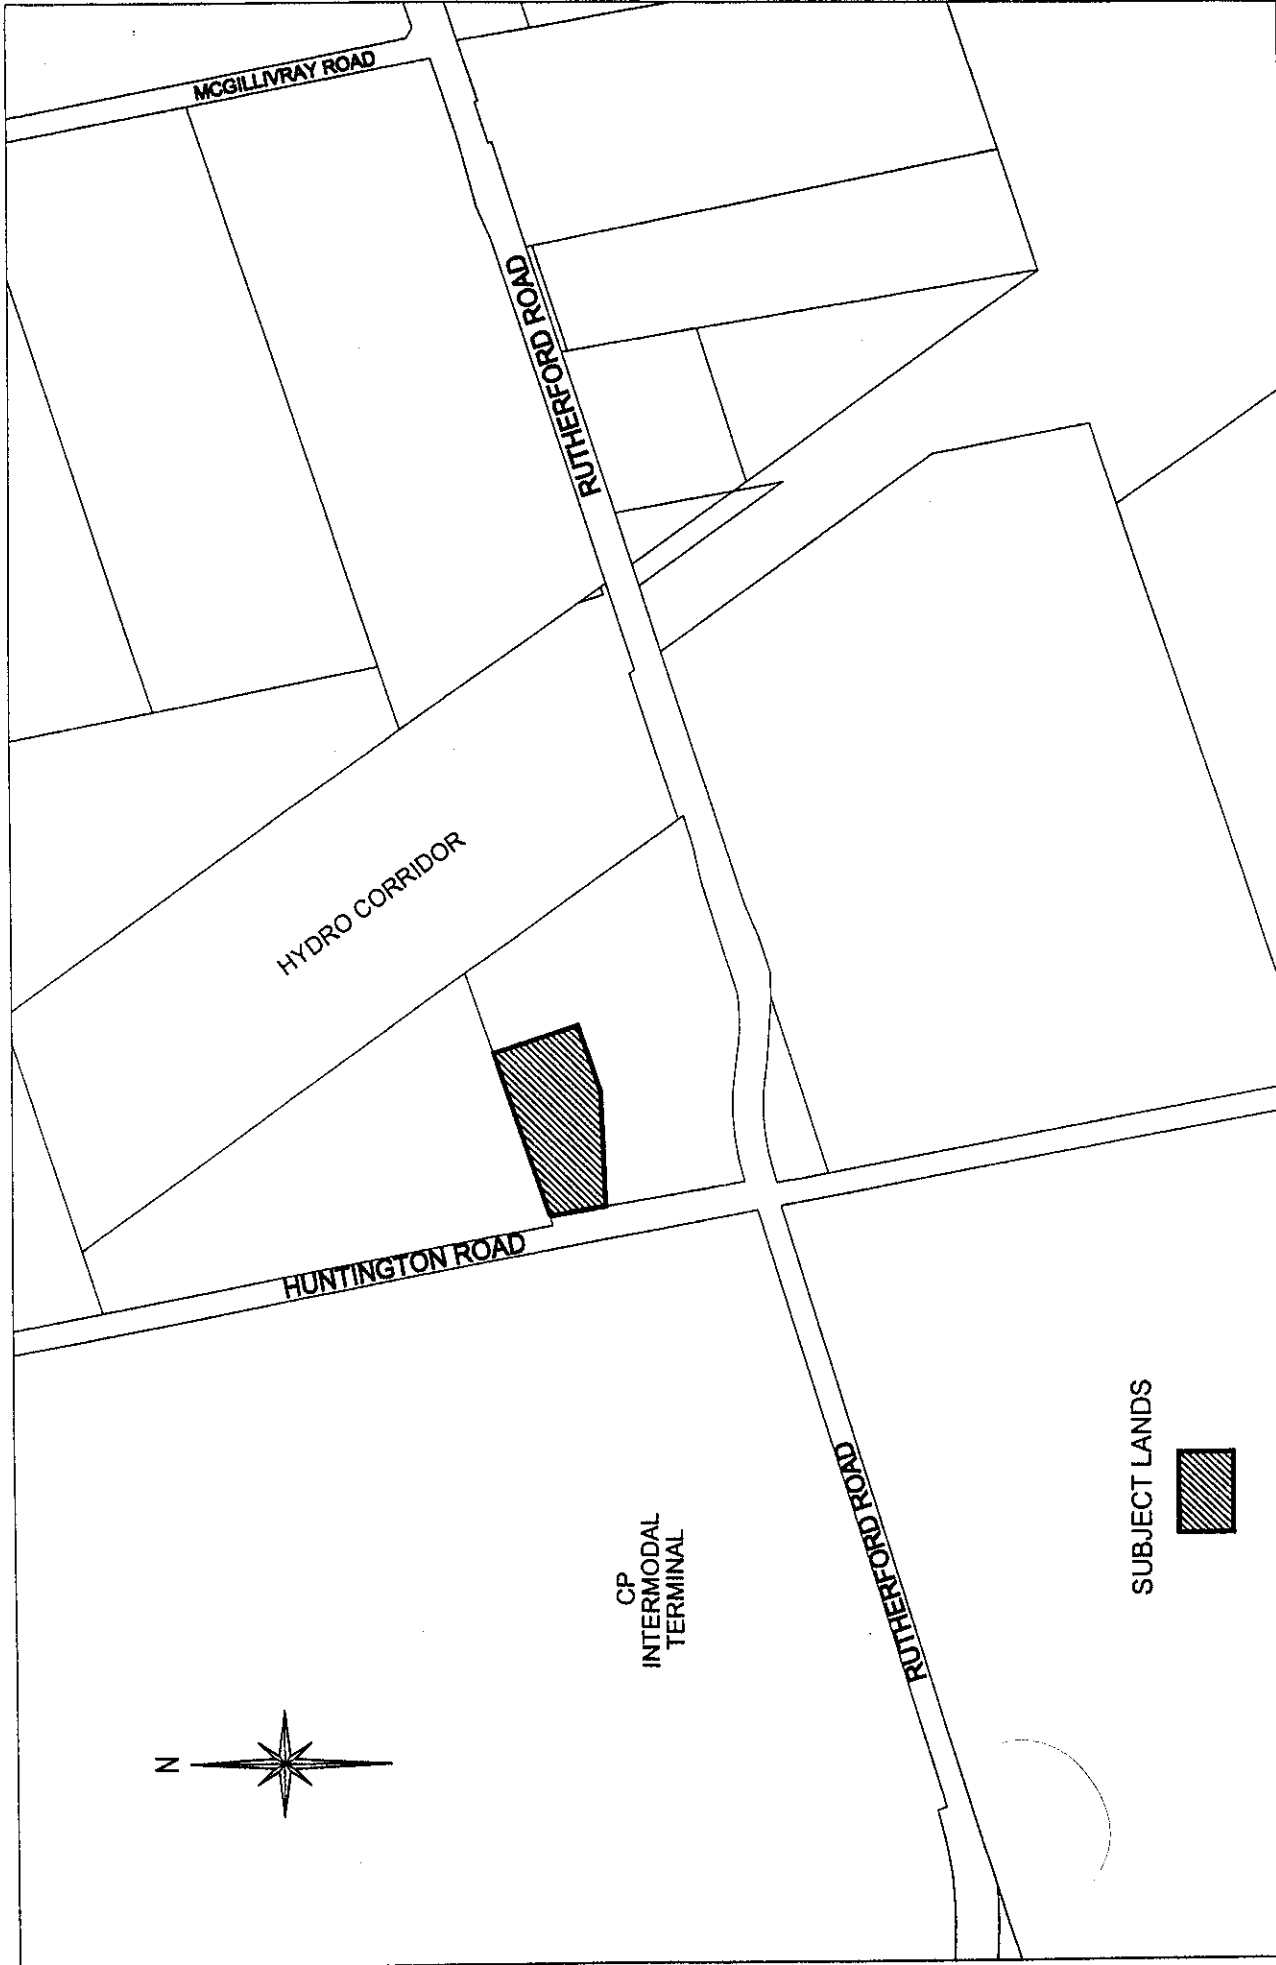 MCGILLIVRAY ROAD
RUTHERFORD ROAD
HYDRO CORRIDOR
HUNTINGTON ROAD
N
CP
INTERMODAL
TERMINAL
RUTHERFORD ROAD
SUBJECT LANDS